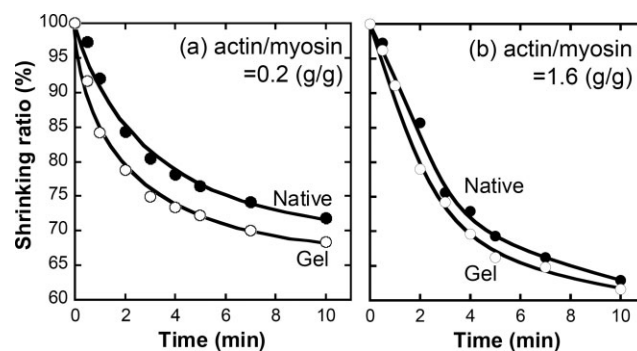 100
95
90
85
80
75
70
65
60
Shrinking ratio (%)
(a) actin/myosin
=0.2 (g/g)
Native
Gel
0 2 4 6 8 10
Time (min)
(b) actin/myosin
=1.6 (g/g)
Native
Gel
0 2 4 6 8 10
Time (min)